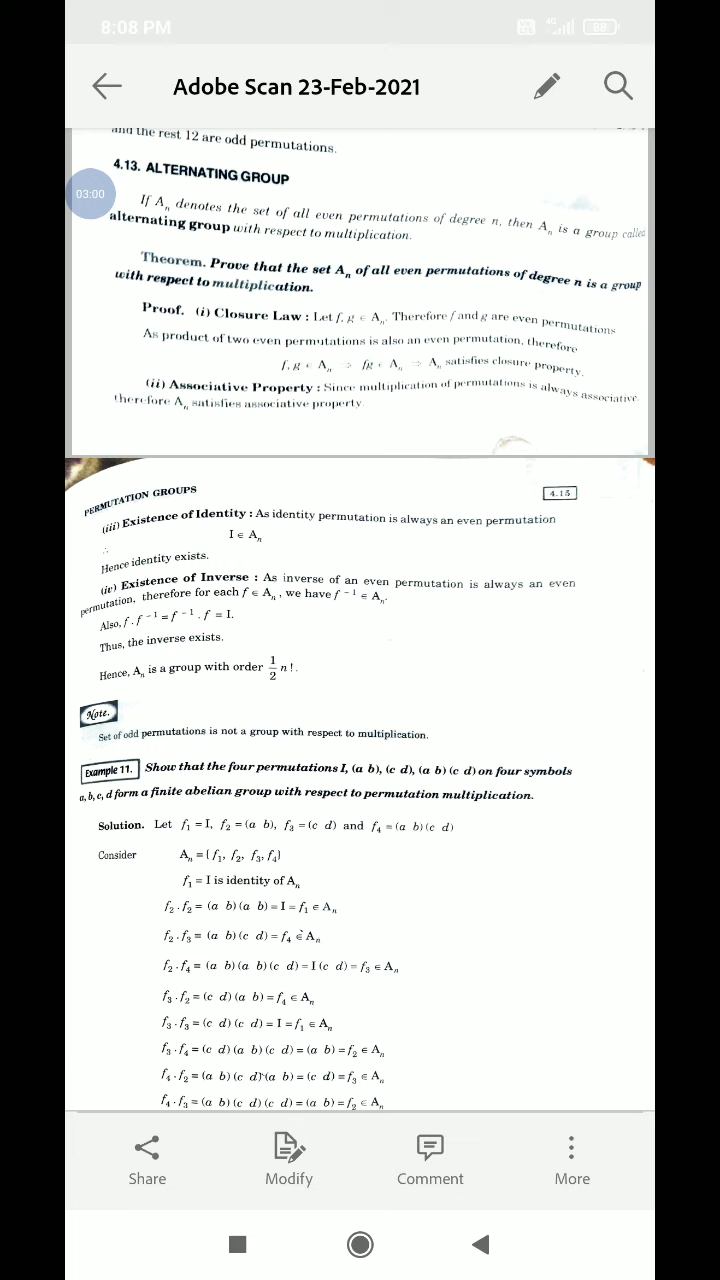 8:08 PM
4G
88
Adobe Scan 23-Feb-2021
and the rest 12 are odd permutations.
4.13. ALTERNATING GROUP
03:00
If Aₙ denotes the set of all even permutations of degree n, then Aₙ is a group called
alternating group with respect to multiplication.
Theorem. Prove that the set Aₙ of all even permutations of degree n is a group
with respect to multiplication.
Proof. (i) Closure Law : Let f, g ∈ Aₙ. Therefore f and g are even permutations
As product of two even permutations is also an even permutation, therefore
f, g ∈ Aₙ ⇒ fg ∈ Aₙ ⇒ Aₙ satisfies closure property.
(ii) Associative Property : Since multiplication of permutations is always associative.
therefore Aₙ satisfies associative property.
PERMUTATION GROUPS
4.15
(iii) Existence of Identity : As identity permutation is always an even permutation
∴ I ∈ Aₙ
Hence identity exists.
(iv) Existence of Inverse : As inverse of an even permutation is always an even
permutation, therefore for each f ∈ Aₙ, we have f⁻¹ ∈ Aₙ.
Also, f . f⁻¹ = f⁻¹ . f = I.
Thus, the inverse exists.
Hence, Aₙ is a group with order 1/2 n!.
Note.
Set of odd permutations is not a group with respect to multiplication.
Example 11. Show that the four permutations I, (a b), (c d), (a b) (c d) on four symbols
a, b, c, d form a finite abelian group with respect to permutation multiplication.
Solution. Let f₁ = I, f₂ = (a b), f₃ = (c d) and f₄ = (a b) (c d)
Consider Aₙ = {f₁, f₂, f₃, f₄}
f₁ = I is identity of Aₙ
f₂ . f₂ = (a b) (a b) = I = f₁ ∈ Aₙ
f₂ . f₃ = (a b) (c d) = f₄ ∈ Aₙ
f₂ . f₄ = (a b) (a b) (c d) = I (c d) = f₃ ∈ Aₙ
f₃ . f₂ = (c d) (a b) = f₄ ∈ Aₙ
f₃ . f₃ = (c d) (c d) = I = f₁ ∈ Aₙ
f₃ . f₄ = (c d) (a b) (c d) = (a b) = f₂ ∈ Aₙ
f₄ . f₂ = (a b) (c d) (a b) = (c d) = f₃ ∈ Aₙ
f₄ . f₃ = (a b) (c d) (c d) = (a b) = f₂ ∈ Aₙ
Share Modify Comment More